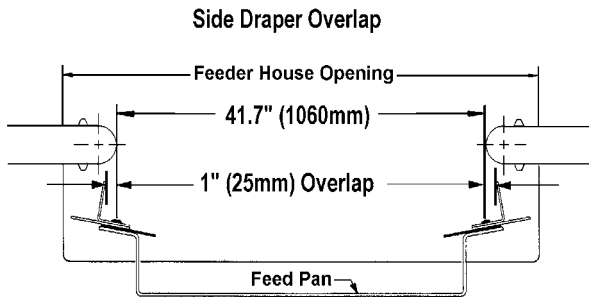 Side Draper Overlap
Feeder House Opening
41.7" (1060mm)
1" (25mm) Overlap
Feed Pan